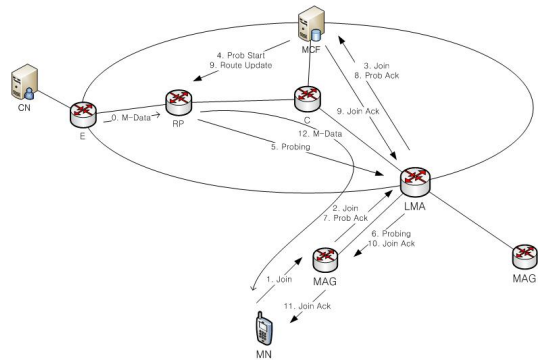 MCF
4. Prob Start
9. Route Update
3. Join
8. Prob Ack
CN
0. M-Data
E
RP
C
9. Join Ack
12. M-Data
5. Probing
LMA
2. Join
7. Prob Ack
6. Probing
10. Join Ack
MAG
MAG
1. Join
11. Join Ack
MN